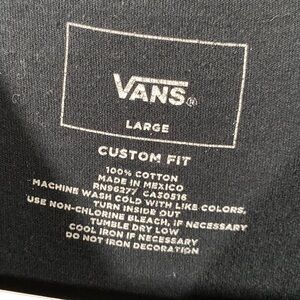 VANS®
LARGE
CUSTOM FIT
100% COTTON
MADE IN MEXICO
RN96277 CA30516
MACHINE WASH COLD WITH LIKE COLORS,
TURN INSIDE OUT
USE NON-CHLORINE BLEACH, IF NECESSARY
TUMBLE DRY LOW
COOL IRON IF NECESSARY
DO NOT IRON DECORATION